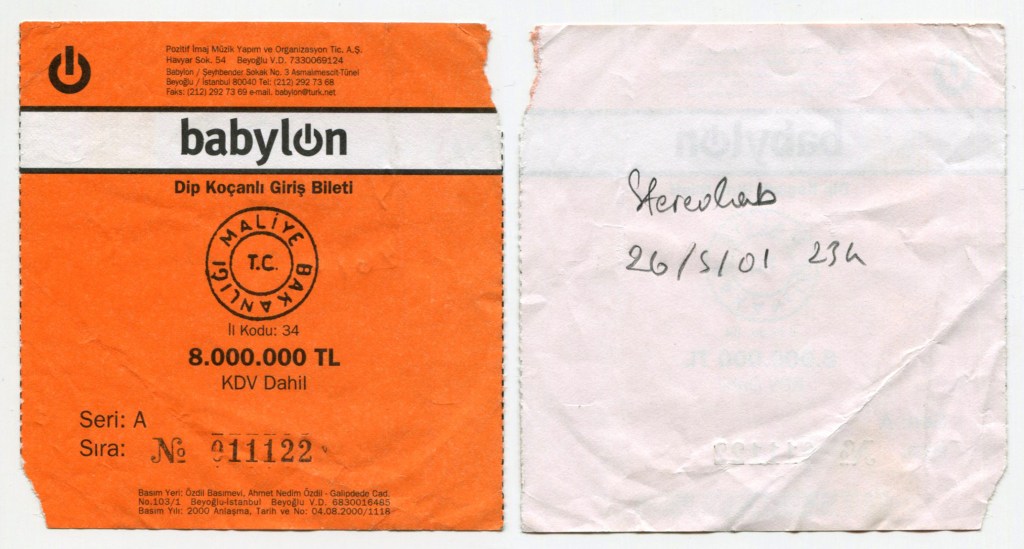 Pozitif İmaj Müzik Yapım ve Organizasyon Tic. A.Ş.
Havyar Sok. 54 Beyoğlu V.D. 7330069124
Babylon / Şeyhbender Sokak No. 3 Asmalımescit-Tünel
Beyoğlu / İstanbul 80040 Tel: (212) 292 73 68
Faks: (212) 292 73 69 e-mail. babylon@turk.net
babylon
Dip Koçanlı Giriş Bileti
MALİYE BAKANLIĞI
T.C.
İl Kodu: 34
8.000.000 TL
KDV Dahil
Seri: A
Sıra: № 011122
Basım Yeri: Özdil Basımevi, Ahmet Nedim Özdil - Galipdede Cad.
No.103/1 Beyoğlu-İstanbul Beyoğlu V.D. 6830016485
Basım Yılı: 2000 Anlaşma, Tarih ve No: 04.08.2000/1118
Stereolab
26/5/01 23h